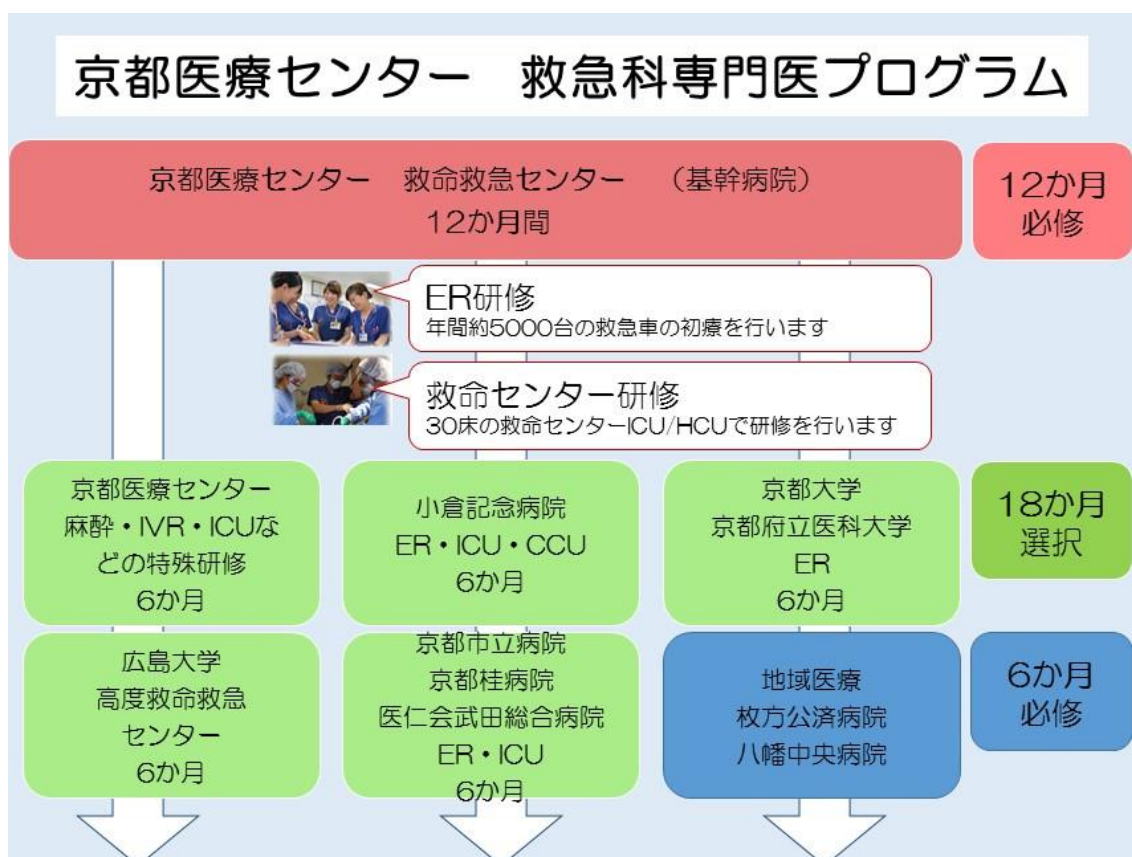 京都医療センター　救急科専門医プログラム
京都医療センター　救命救急センター　（基幹病院）
12か月間
12か月
必修
ER研修
年間約5000台の救急車の初療を行います
救命センター研修
30床の救命センターICU/HCUで研修を行います
京都医療センター
麻酔・IVR・ICUな
どの特殊研修
6か月
小倉記念病院
ER・ICU・CCU
6か月
京都大学
京都府立医科大学
ER
6か月
18か月
選択
広島大学
高度救命救急
センター
6か月
京都市立病院
京都桂病院
医仁会武田総合病院
ER・ICU
6か月
地域医療
枚方公済病院
八幡中央病院
6か月
必修